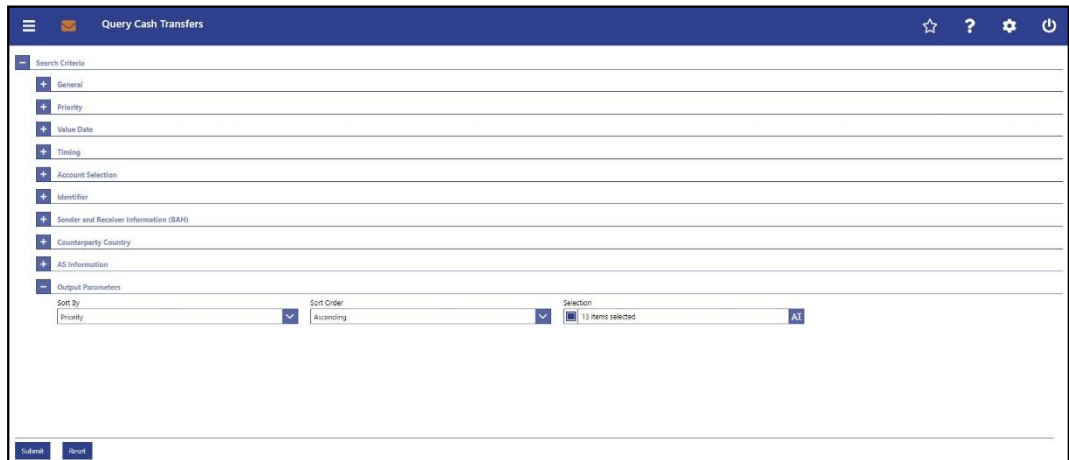 Query Cash Transfers
?
Search Criteria
General
Priority
Value Date
Timing
Account Selection
Identifier
Sender and Receiver Information (BAH)
Counterparty Country
AS Information
Output Parameters
Sort By Sort Order Selection
Priority Ascending 13 items selected AI
Submit Reset